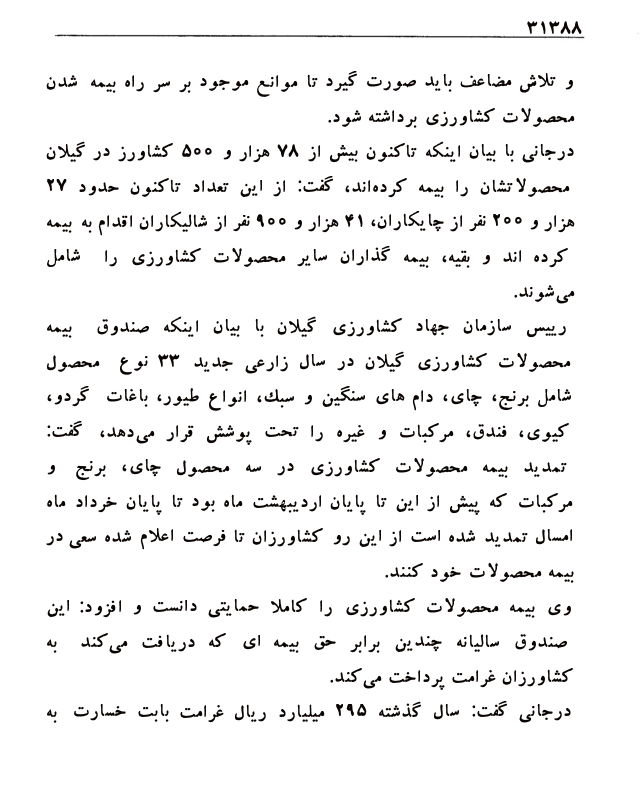 ۳۱۳۸۸
و تلاش مضاعف باید صورت گیرد تا موانع موجود بر سر راه بیمه شدن
محصولات کشاورزی برداشته شود.
درجانی با بیان اینکه تاکنون بیش از ۷۸ هزار و ۵۰۰ کشاورز در گیلان
محصولاتشان را بیمه کرده‌اند، گفت: از این تعداد تاکنون حدود ۲۷
هزار و ۲۰۰ نفر از چایکاران، ۴۱ هزار و ۹۰۰ نفر از شالیکاران اقدام به بیمه
کرده اند و بقیه، بیمه گذاران سایر محصولات کشاورزی را شامل
می‌شوند.
رییس سازمان جهاد کشاورزی گیلان با بیان اینکه صندوق بیمه
محصولات کشاورزی گیلان در سال زارعی جدید ۳۳ نوع محصول
شامل برنج، چای، دام های سنگین و سبک، انواع طیور، باغات گردو،
کیوی، فندق، مرکبات و غیره را تحت پوشش قرار می‌دهد، گفت:
تمدید بیمه محصولات کشاورزی در سه محصول چای، برنج و
مرکبات که پیش از این تا پایان اردیبهشت ماه بود تا پایان خرداد ماه
امسال تمدید شده است از این رو کشاورزان تا فرصت اعلام شده سعی در
بیمه محصولات خود کنند.
وی بیمه محصولات کشاورزی را کاملا حمایتی دانست و افزود: این
صندوق سالیانه چندین برابر حق بیمه ای که دریافت می‌کند به
کشاورزان غرامت پرداخت می‌کند.
درجانی گفت: سال گذشته ۲۹۵ میلیارد ریال غرامت بابت خسارت به